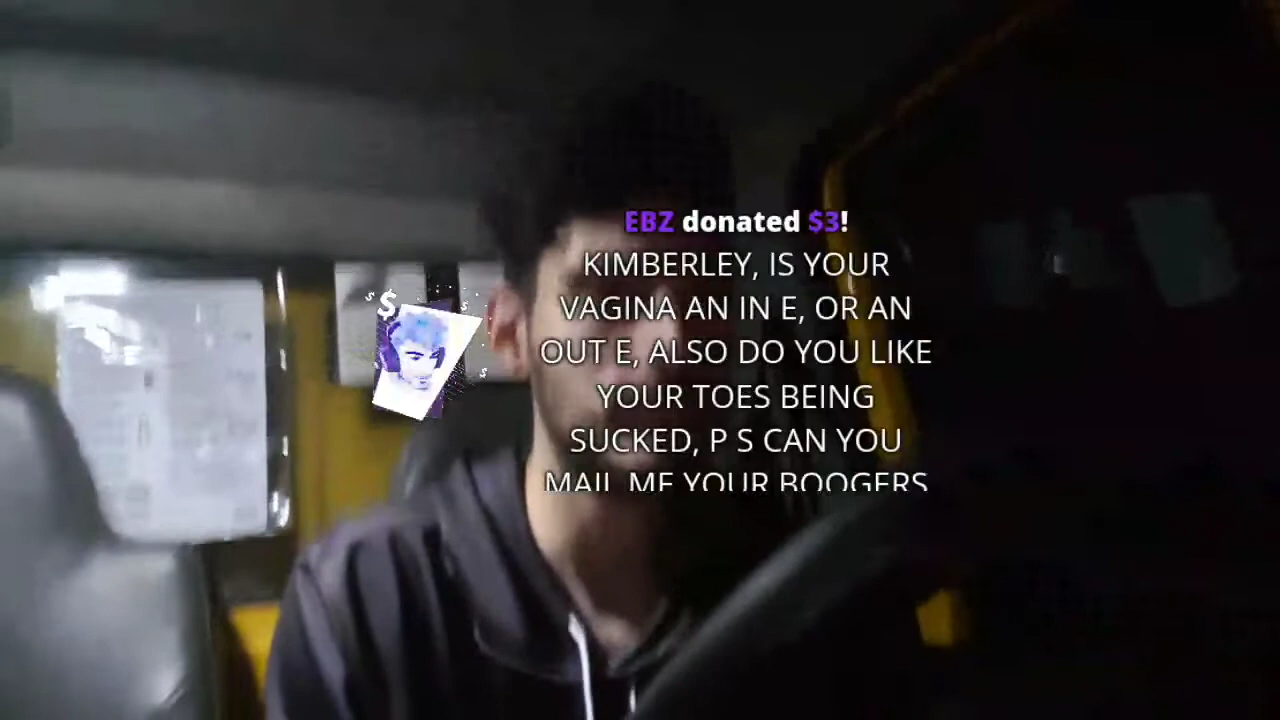 EBZ donated $3!
KIMBERLEY, IS YOUR
VAGINA AN IN E, OR AN
OUT E, ALSO DO YOU LIKE
YOUR TOES BEING
SUCKED, P S CAN YOU
MAIL ME YOUR BOOGERS